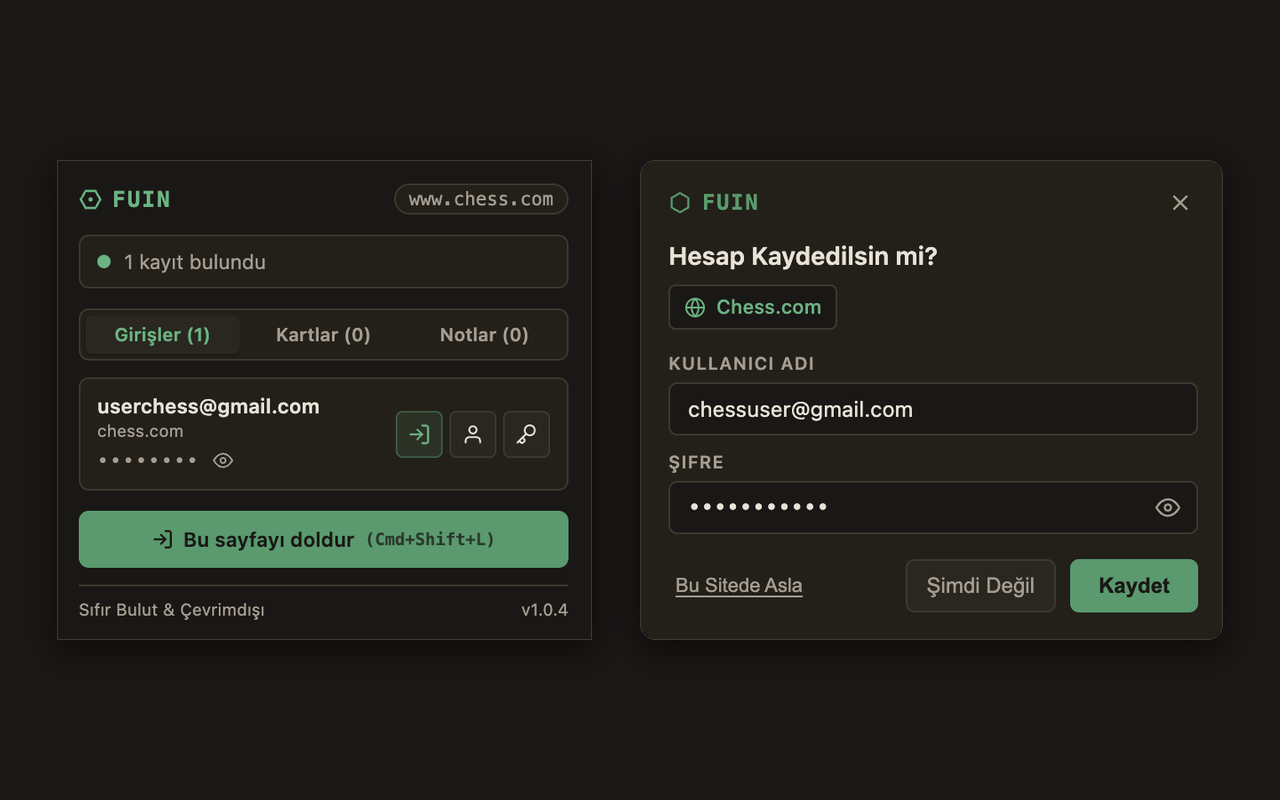 FUIN
www.chess.com
1 kayıt bulundu
Girişler (1)
Kartlar (0)
Notlar (0)
userchess@gmail.com
chess.com
Bu sayfayı doldur (Cmd+Shift+L)
Sıfır Bulut & Çevrimdışı
v1.0.4
FUIN
Hesap Kaydedilsin mi?
Chess.com
KULLANICI ADI
chessuser@gmail.com
ŞIFRE
Bu Sitede Asla
Şimdi Değil
Kaydet